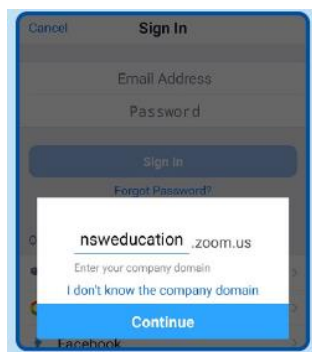 Cancel Sign In
Email Address
Password
Sign In
Forgot Password?
O
nsweducation .zoom.us
Enter your company domain
I don't know the company domain
Continue
Facebook